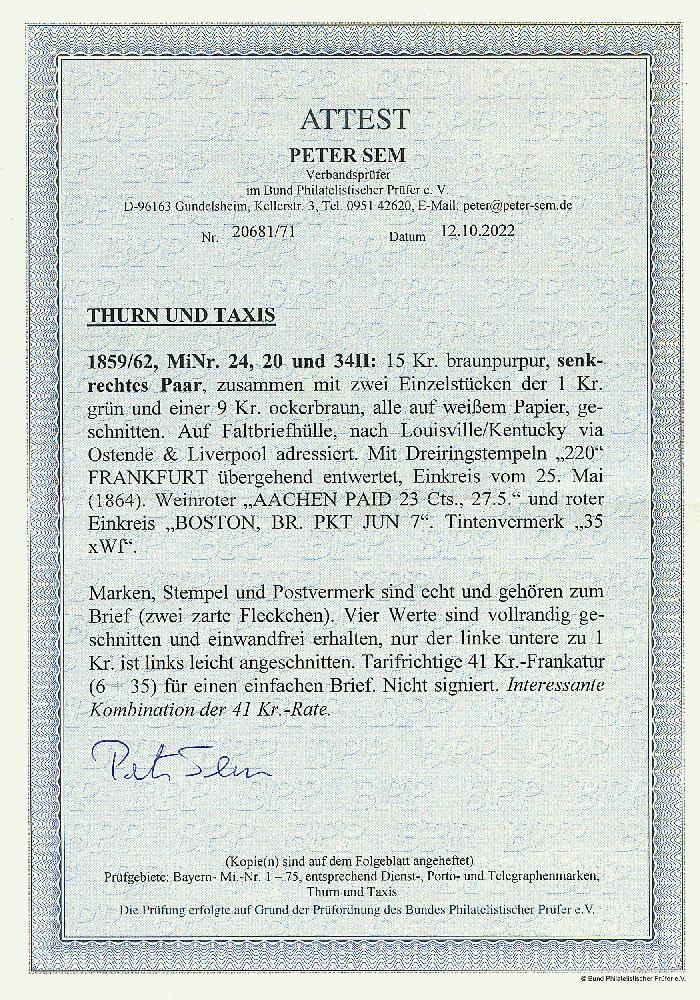 ATTEST
PETER SEM
Verbandsprüfer
im Bund Philatelistischer Prüfer e. V.
D-96163 Gundelsheim, Kellerstr. 3, Tel. 0951 42620, E-Mail: peter@peter-sem.de
Nr. 20681/71 Datum 12.10.2022
THURN UND TAXIS
1859/62, MiNr. 24, 20 und 34II: 15 Kr. braunpurpur, senk-
rechtes Paar, zusammen mit zwei Einzelstücken der 1 Kr.
grün und einer 9 Kr. ockerbraun, alle auf weißem Papier, ge-
schnitten. Auf Faltbriefhülle, nach Louisville/Kentucky via
Ostende & Liverpool adressiert. Mit Dreiringstempeln „220“
FRANKFURT übergehend entwertet, Einkreis vom 25. Mai
(1864). Weinroter „AACHEN PAID 23 Cts., 27.5.“ und roter
Einkreis „BOSTON, BR. PKT JUN 7“. Tintenvermerk „35
xWf“.
Marken, Stempel und Postvermerk sind echt und gehören zum
Brief (zwei zarte Fleckchen). Vier Werte sind vollrandig ge-
schnitten und einwandfrei erhalten, nur der linke untere zu 1
Kr. ist links leicht angeschnitten. Tarifrichtige 41 Kr.-Frankatur
(6 + 35) für einen einfachen Brief. Nicht signiert. Interessante
Kombination der 41 Kr.-Rate.
Peter Sem
(Kopie(n) sind auf dem Folgeblatt angeheftet)
Prüfgebiete: Bayern- Mi.-Nr. 1 – 75, entsprechend Dienst-, Porto- und Telegraphenmarken,
Thurn und Taxis
Die Prüfung erfolgte auf Grund der Prüfordnung des Bundes Philatelistischer Prüfer e.V.
© Bund Philatelistischer Prüfer e.V.